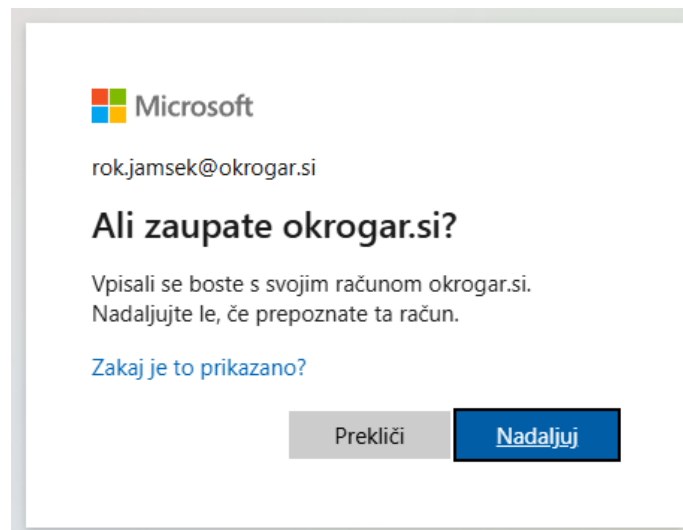 Microsoft
rok.jamsek@okrogar.si
Ali zaupate okrogar.si?
Vpisali se boste s svojim računom okrogar.si.
Nadaljujte le, če prepoznate ta račun.
Zakaj je to prikazano?
Prekliči
Nadaljuj